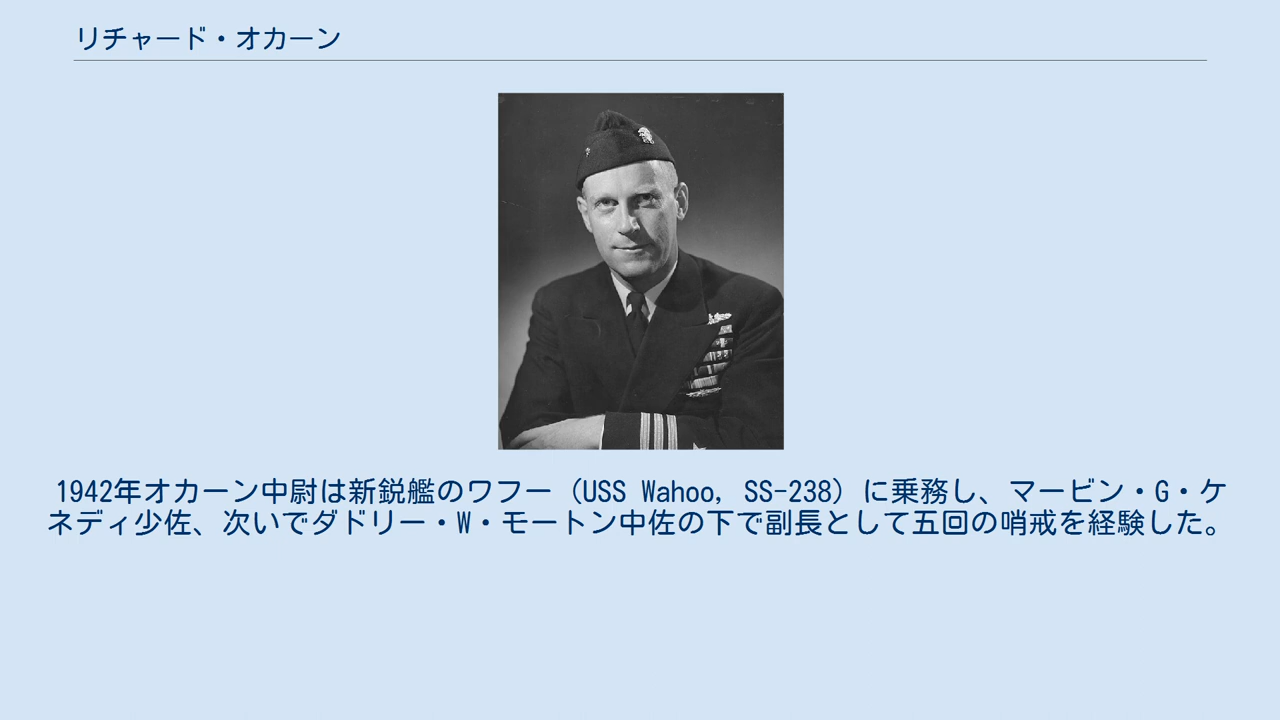 リチャード・オカーン
1942年オカーン中尉は新鋭艦のワフー（USS Wahoo, SS-238）に乗務し、マービン・G・ケ
ネディ少佐、次いでダドリー・W・モートン中佐の下で副長として五回の哨戒を経験した。